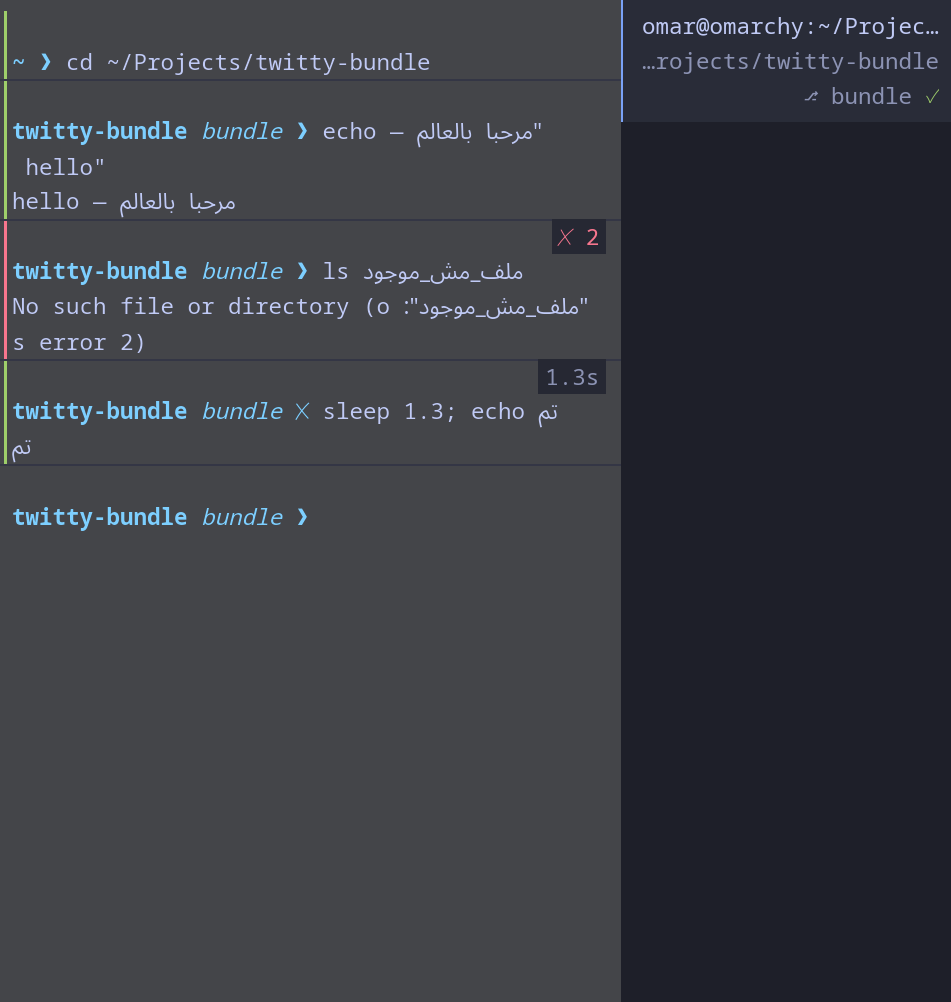 ~ ❯ cd ~/Projects/twitty-bundle
twitty-bundle bundle ❯ echo "مرحبا بالعالم —
 hello"
مرحبا بالعالم — hello
✗ 2
twitty-bundle bundle ❯ ls ملف_مش_موجود
"ملف_مش_موجود": No such file or directory (o
s error 2)
1.3s
twitty-bundle bundle ✗ sleep 1.3; echo تم
تم
twitty-bundle bundle ❯
omar@omarchy:~/Projec…
…rojects/twitty-bundle
⎇ bundle ✓